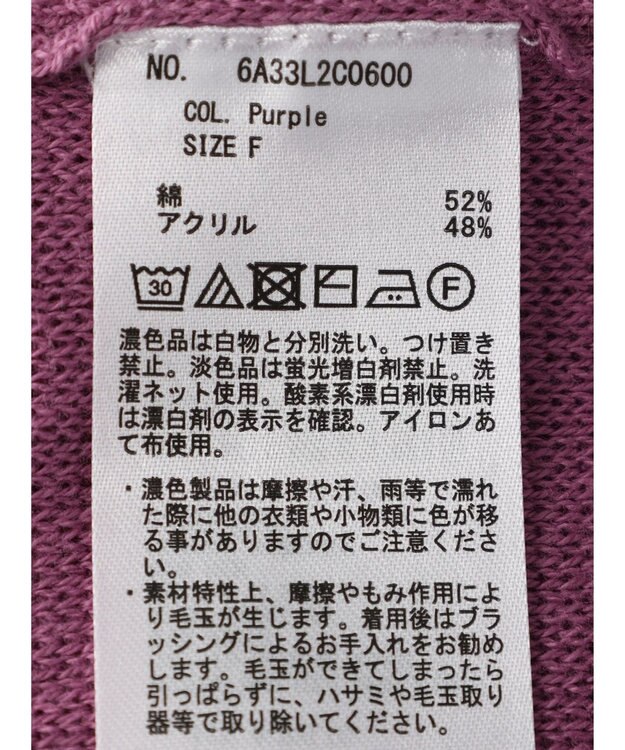 NO. 6A33L2C0600
COL. Purple
SIZE F
綿 52%
アクリル 48%
30 F
濃色品は白物と分別洗い。つけ置き
禁止。淡色品は蛍光増白剤禁止。洗
濯ネット使用。酸素系漂白剤使用時
は漂白剤の表示を確認。アイロンあ
て布使用。
・濃色製品は摩擦や汗、雨等で濡れ
た際に他の衣類や小物類に色が移
る事がありますのでご注意くださ
い。
・素材特性上、摩擦やもみ作用によ
り毛玉が生じます。着用後はブラ
ッシングによるお手入れをお勧め
します。毛玉ができてしまったら
引っぱらずに、ハサミや毛玉取り
器等で取り除いてください。